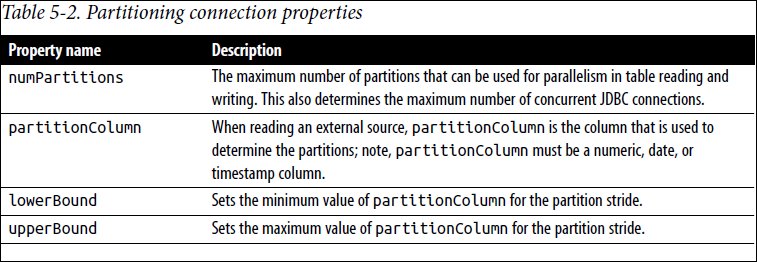 Table 5-2. Partitioning connection properties
Property name Description
numPartitions The maximum number of partitions that can be used for parallelism in table reading and
writing. This also determines the maximum number of concurrent JDBC connections.
partitionColumn When reading an external source, partitionColumn is the column that is used to
determine the partitions; note, partitionColumn must be a numeric, date, or
timestamp column.
lowerBound Sets the minimum value of partitionColumn for the partition stride.
upperBound Sets the maximum value of partitionColumn for the partition stride.